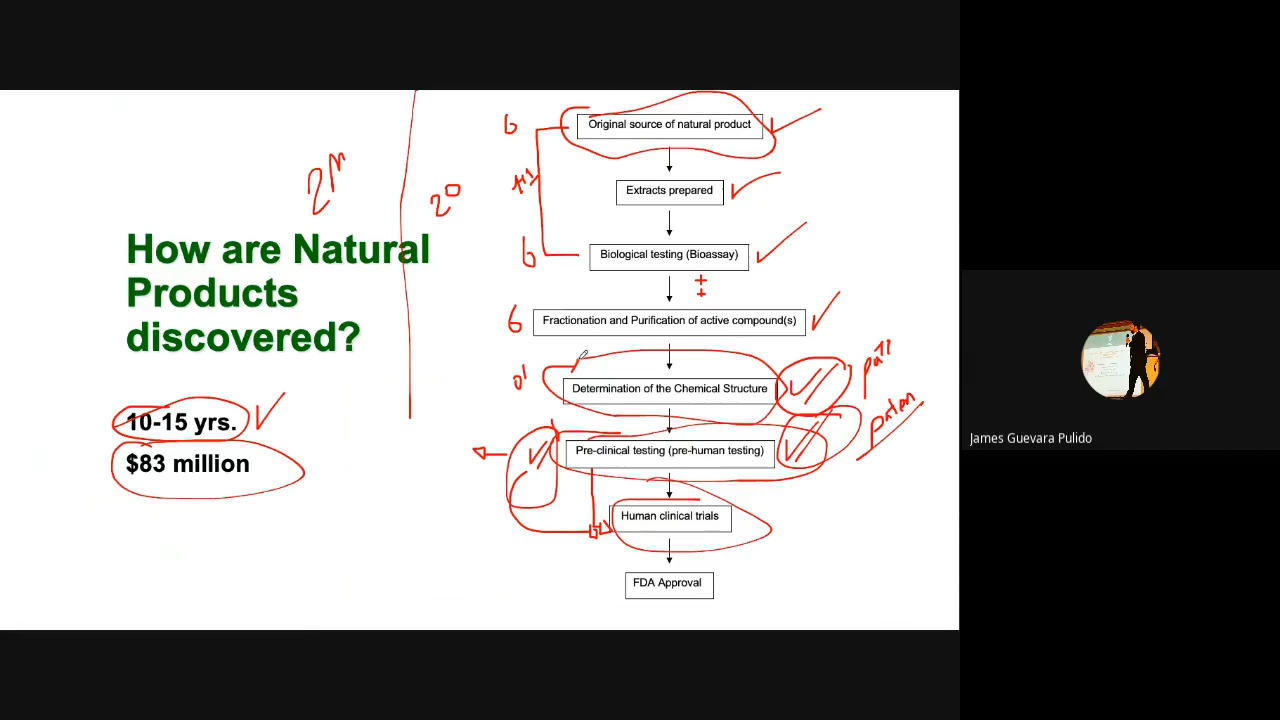 How are Natural
Products
discovered?
10-15 yrs.
$83 million
Original source of natural product
Extracts prepared
Biological testing (Bioassay)
Fractionation and Purification of active compound(s)
Determination of the Chemical Structure
Pre-clinical testing (pre-human testing)
Human clinical trials
FDA Approval
James Guevara Pulido